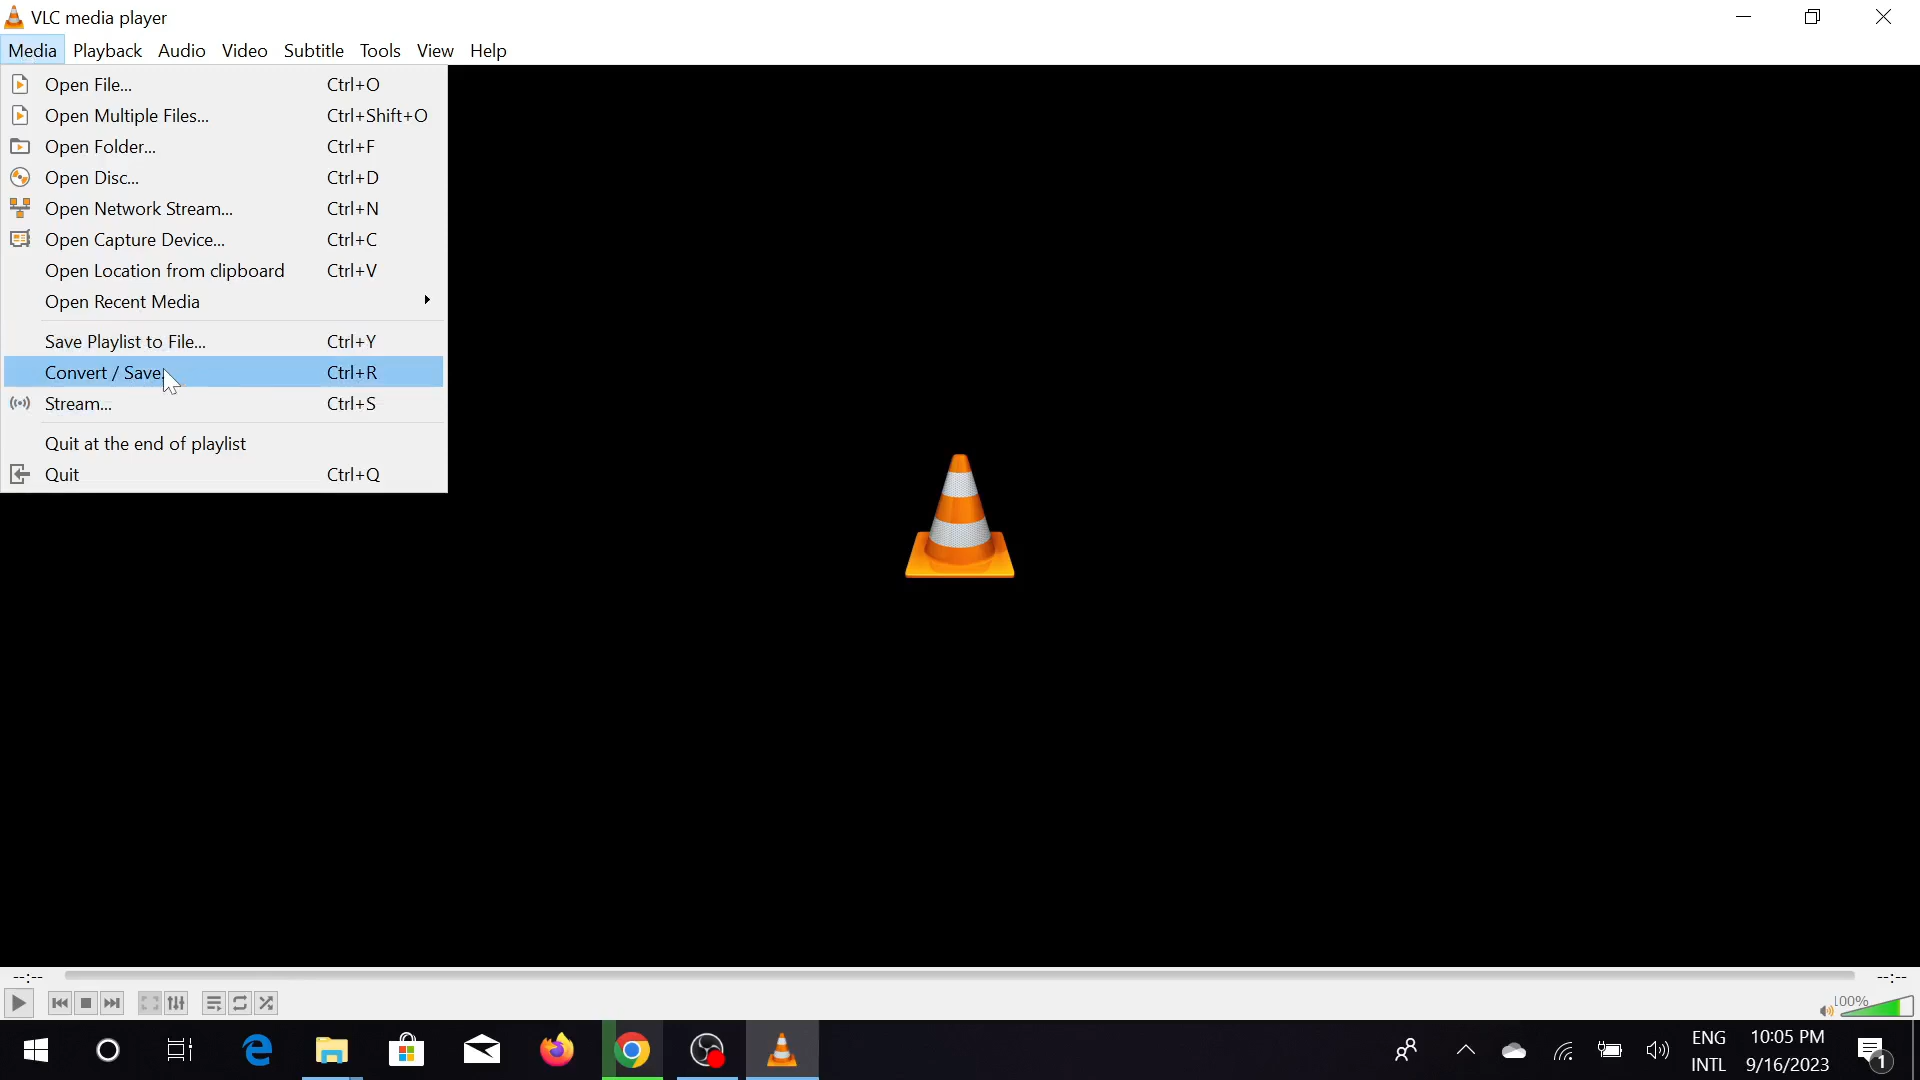 VLC media player
Media Playback Audio Video Subtitle Tools View Help
Open File... Ctrl+O
Open Multiple Files... Ctrl+Shift+O
Open Folder... Ctrl+F
Open Disc... Ctrl+D
Open Network Stream... Ctrl+N
Open Capture Device... Ctrl+C
Open Location from clipboard Ctrl+V
Open Recent Media
Save Playlist to File... Ctrl+Y
Convert / Save. Ctrl+R
Stream... Ctrl+S
Quit at the end of playlist
Quit Ctrl+Q
--:-- --:--
100%
ENG 10:05 PM
INTL 9/16/2023
1